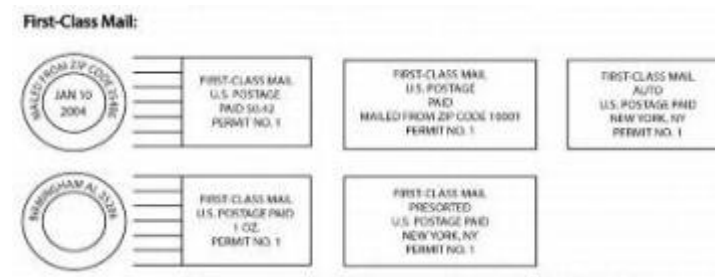 First-Class Mail:
MAILED FROM ZIP CODE
JAN 10
2004
FIRST-CLASS MAIL
U.S. POSTAGE
PAID $0.42
PERMIT NO. 1
FIRST-CLASS MAIL
U.S. POSTAGE
PAID
MAILED FROM ZIP CODE 10001
PERMIT NO. 1
FIRST-CLASS MAIL
AUTO
U.S. POSTAGE PAID
NEW YORK, NY
PERMIT NO. 1
BIRMINGHAM AL
FIRST-CLASS MAIL
U.S. POSTAGE PAID
1 OZ.
PERMIT NO. 1
FIRST-CLASS MAIL
PRESORTED
U.S. POSTAGE PAID
NEW YORK, NY
PERMIT NO. 1